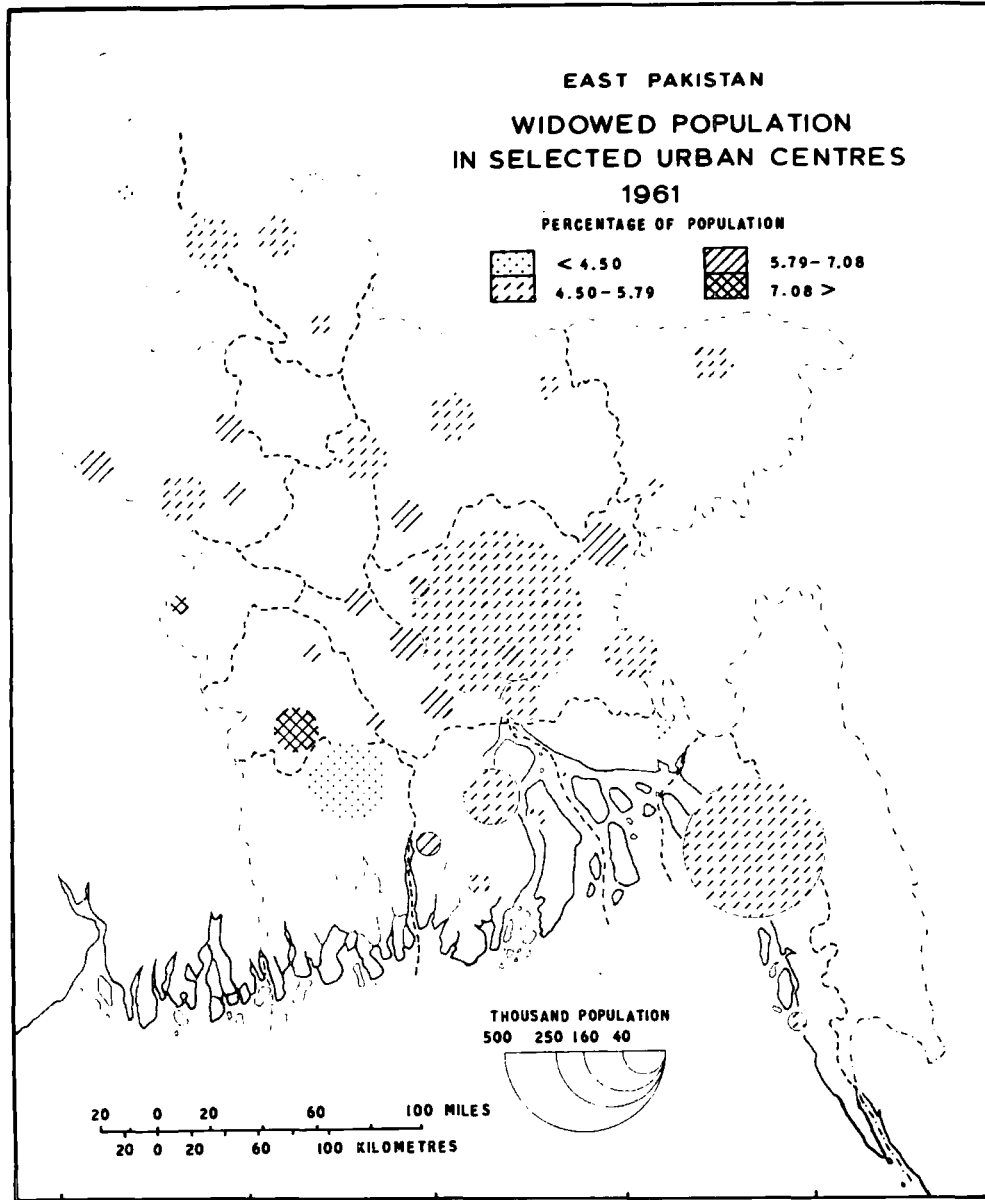 EAST PAKISTAN
WIDOWED POPULATION
IN SELECTED URBAN CENTRES
1961
PERCENTAGE OF POPULATION
< 4.50
4.50-5.79
5.79-7.08
7.08 >
THOUSAND POPULATION
500 250 160 40
20 0 20 60 100 MILES
20 0 20 60 100 KILOMETRES